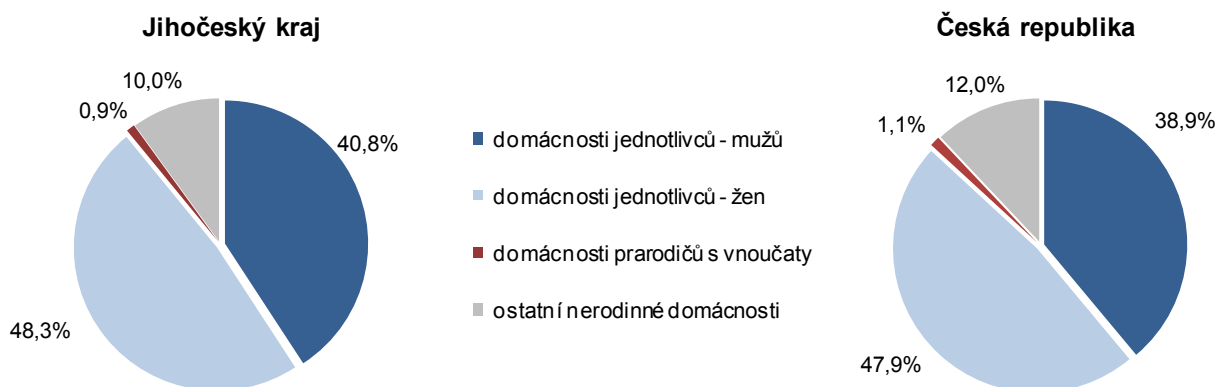 Jihočeský kraj
10,0%
0,9%
40,8%
48,3%
domácnosti jednotlivců - mužů
domácnosti jednotlivců - žen
domácnosti prarodičů s vnoučaty
ostatní nerodinné domácnosti
Česká republika
12,0%
1,1%
38,9%
47,9%